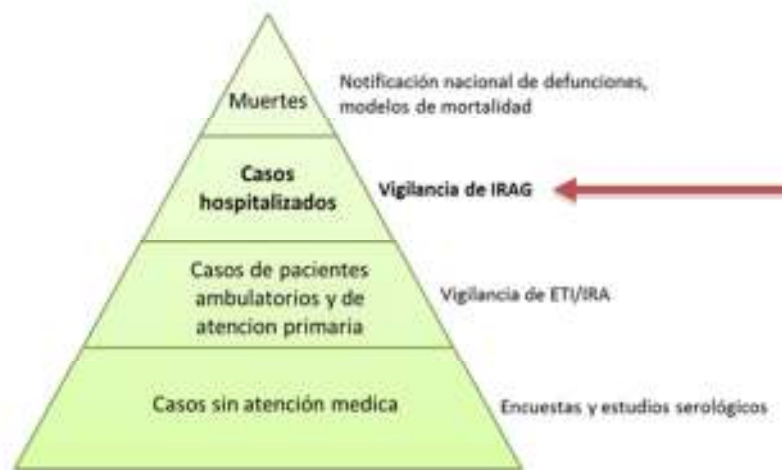 Muertes
Notificación nacional de defunciones,
modelos de mortalidad
Casos
hospitalizados
Vigilancia de IRAG
Casos de pacientes
ambulatorios y de
atencion primaria
Vigilancia de ETI/IRA
Casos sin atención medica
Encuestas y estudios serológicos